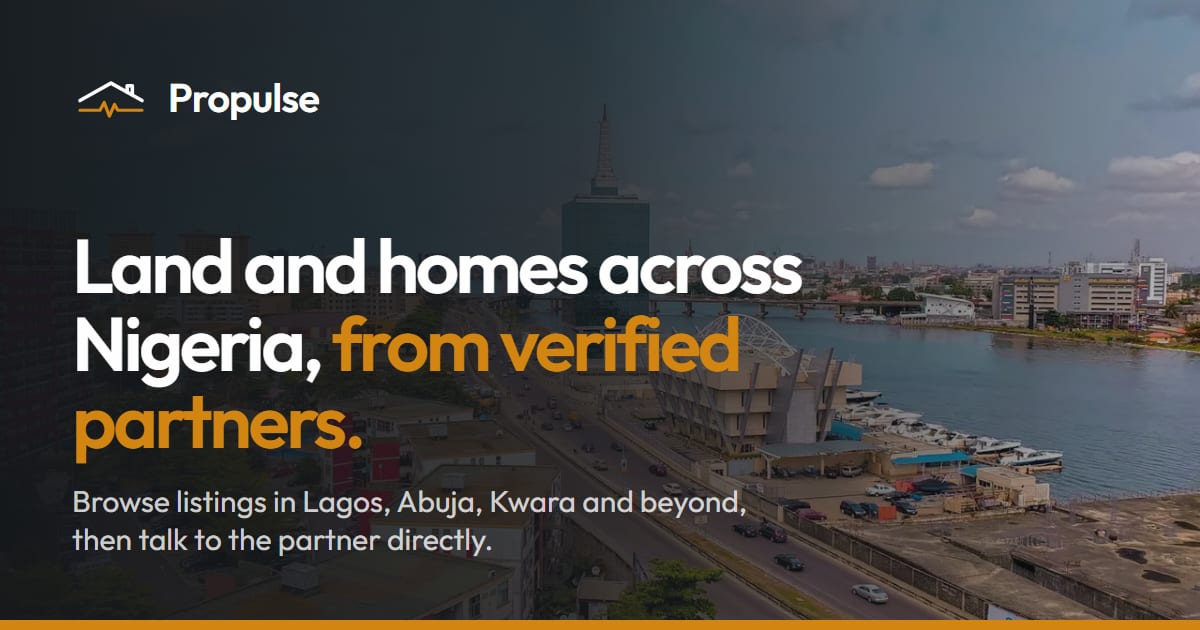 Propulse
Land and homes across
Nigeria, from verified
partners.
Browse listings in Lagos, Abuja, Kwara and beyond,
then talk to the partner directly.